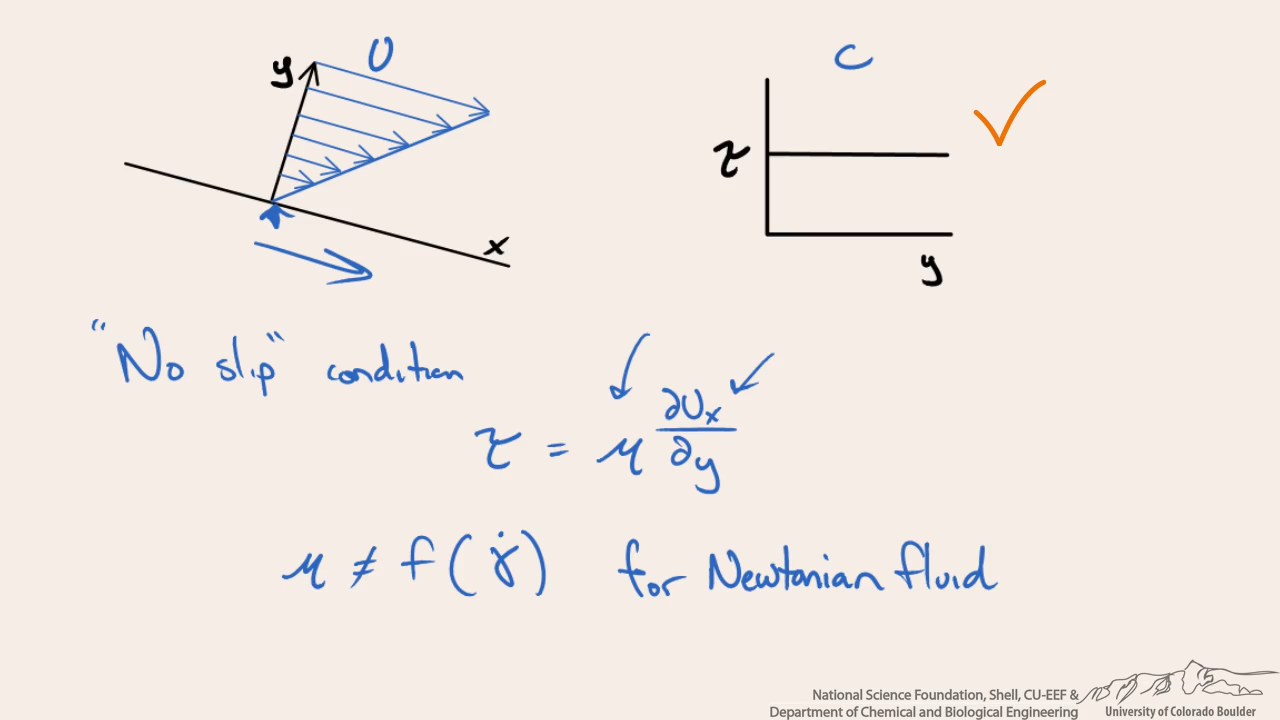 y U
x
C
τ
y
"No slip" condition
τ = μ ∂Ux/∂y
μ ≠ f(γ̇) for Newtonian fluid
National Science Foundation, Shell, CU-EEF &
Department of Chemical and Biological Engineering
University of Colorado Boulder